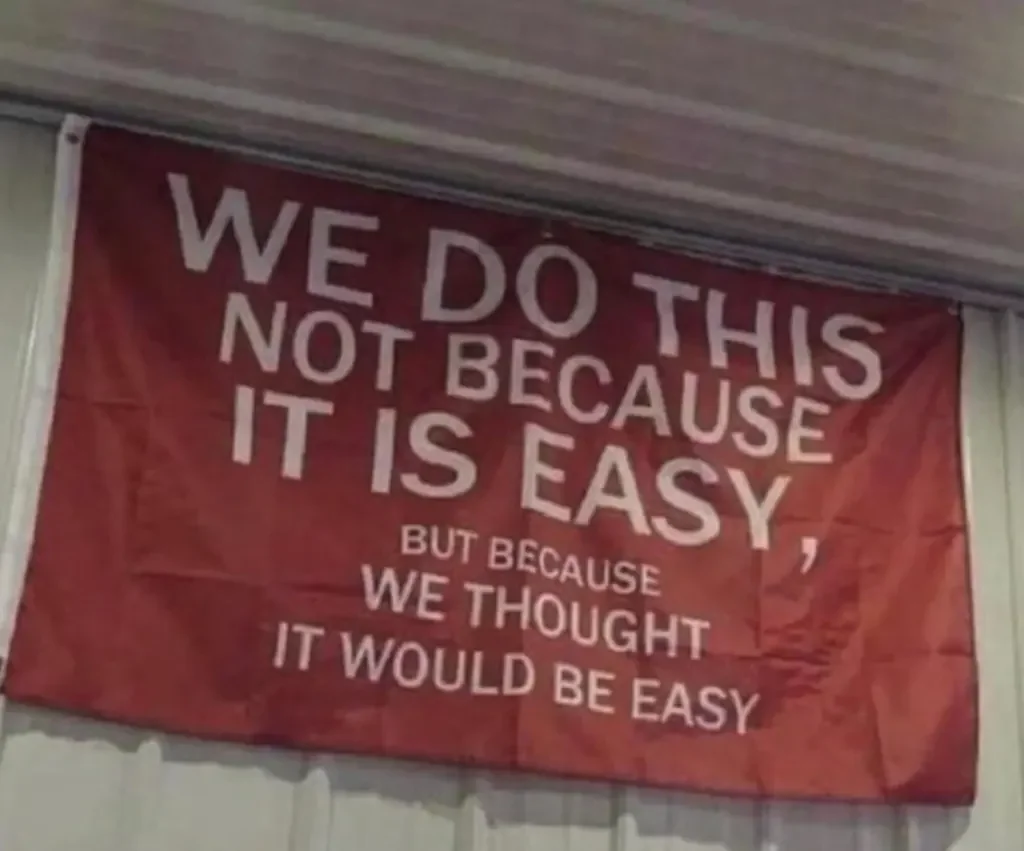 WE DO THIS
NOT BECAUSE
IT IS EASY,
BUT BECAUSE
WE THOUGHT
IT WOULD BE EASY